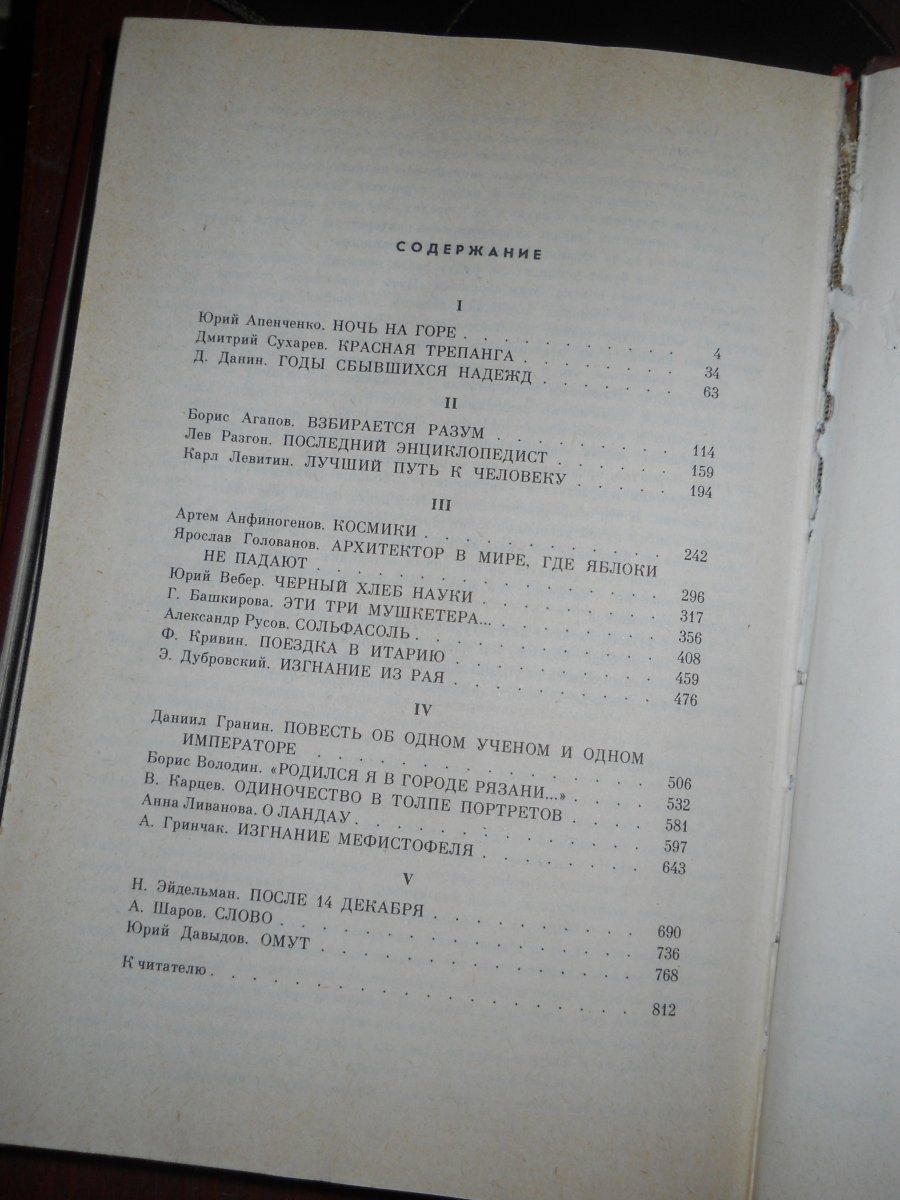 СОДЕРЖАНИЕ
I
Юрий Апенченко. НОЧЬ НА ГОРЕ . . . . . . . . . . . 4
Дмитрий Сухарев. КРАСНАЯ ТРЕПАНГА . . . . . . . . 34
Д. Данин. ГОДЫ СБЫВШИХСЯ НАДЕЖД . . . . . . . 63
II
Борис Агапов. ВЗБИРАЕТСЯ РАЗУМ . . . . . . . . . 114
Лев Разгон. ПОСЛЕДНИЙ ЭНЦИКЛОПЕДИСТ . . . . . . 159
Карл Левитин. ЛУЧШИЙ ПУТЬ К ЧЕЛОВЕКУ . . . . . 194
III
Артем Анфиногенов. КОСМИКИ . . . . . . . . . . . 242
Ярослав Голованов. АРХИТЕКТОР В МИРЕ, ГДЕ ЯБЛОКИ
НЕ ПАДАЮТ . . . . . . . . . . . . . . 296
Юрий Вебер. ЧЕРНЫЙ ХЛЕБ НАУКИ . . . . . . . . . 317
Г. Башкирова. ЭТИ ТРИ МУШКЕТЕРА... . . . . . . . . 356
Александр Русов. СОЛЬФАСОЛЬ . . . . . . . . . . . 408
Ф. Кривин. ПОЕЗДКА В ИТАРИЮ . . . . . . . . . . 459
Э. Дубровский. ИЗГНАНИЕ ИЗ РАЯ . . . . . . . . . . 476
IV
Даниил Гранин. ПОВЕСТЬ ОБ ОДНОМ УЧЕНОМ И ОДНОМ
ИМПЕРАТОРЕ . . . . . . . . . . . . . . 506
Борис Володин. «РОДИЛСЯ Я В ГОРОДЕ РЯЗАНИ...» . . . . 532
В. Карцев. ОДИНОЧЕСТВО В ТОЛПЕ ПОРТРЕТОВ . . . . 581
Анна Ливанова. О ЛАНДАУ . . . . . . . . . . . . . 597
А. Гринчак. ИЗГНАНИЕ МЕФИСТОФЕЛЯ . . . . . . . . 643
V
Н. Эйдельман. ПОСЛЕ 14 ДЕКАБРЯ . . . . . . . . . 690
А. Шаров. СЛОВО . . . . . . . . . . . . . . . 736
Юрий Давыдов. ОМУТ . . . . . . . . . . . . . . 768
К читателю . . . . . . . . . . . . . . . . . . 812